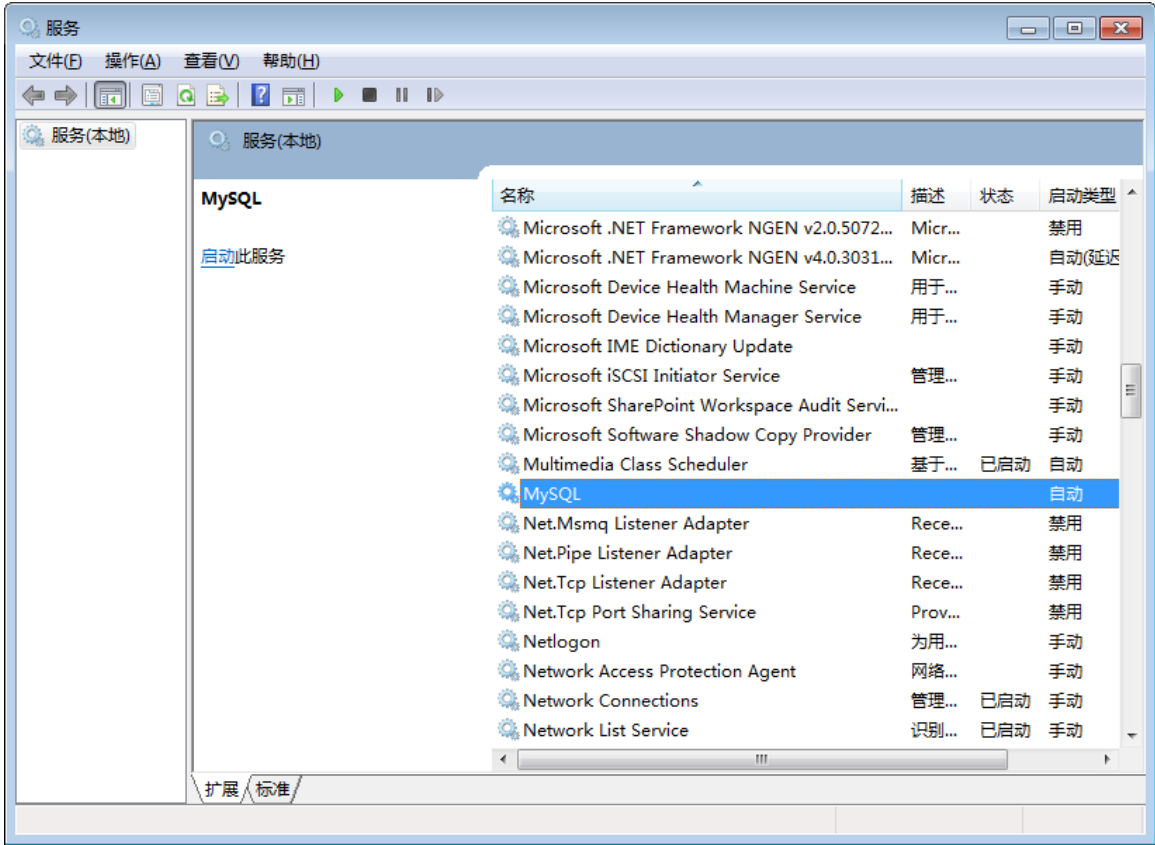 服务
文件(F) 操作(A) 查看(V) 帮助(H)
服务(本地)
服务(本地)
MySQL
启动此服务
名称 描述 状态 启动类型
Microsoft .NET Framework NGEN v2.0.5072... Micr... 禁用
Microsoft .NET Framework NGEN v4.0.3031... Micr... 自动(延迟
Microsoft Device Health Machine Service 用于... 手动
Microsoft Device Health Manager Service 用于... 手动
Microsoft IME Dictionary Update 手动
Microsoft iSCSI Initiator Service 管理... 手动
Microsoft SharePoint Workspace Audit Servi... 手动
Microsoft Software Shadow Copy Provider 管理... 手动
Multimedia Class Scheduler 基于... 已启动 自动
MySQL 自动
Net.Msmq Listener Adapter Rece... 禁用
Net.Pipe Listener Adapter Rece... 禁用
Net.Tcp Listener Adapter Rece... 禁用
Net.Tcp Port Sharing Service Prov... 禁用
Netlogon 为用... 手动
Network Access Protection Agent 网络... 手动
Network Connections 管理... 已启动 手动
Network List Service 识别... 已启动 手动
扩展 标准